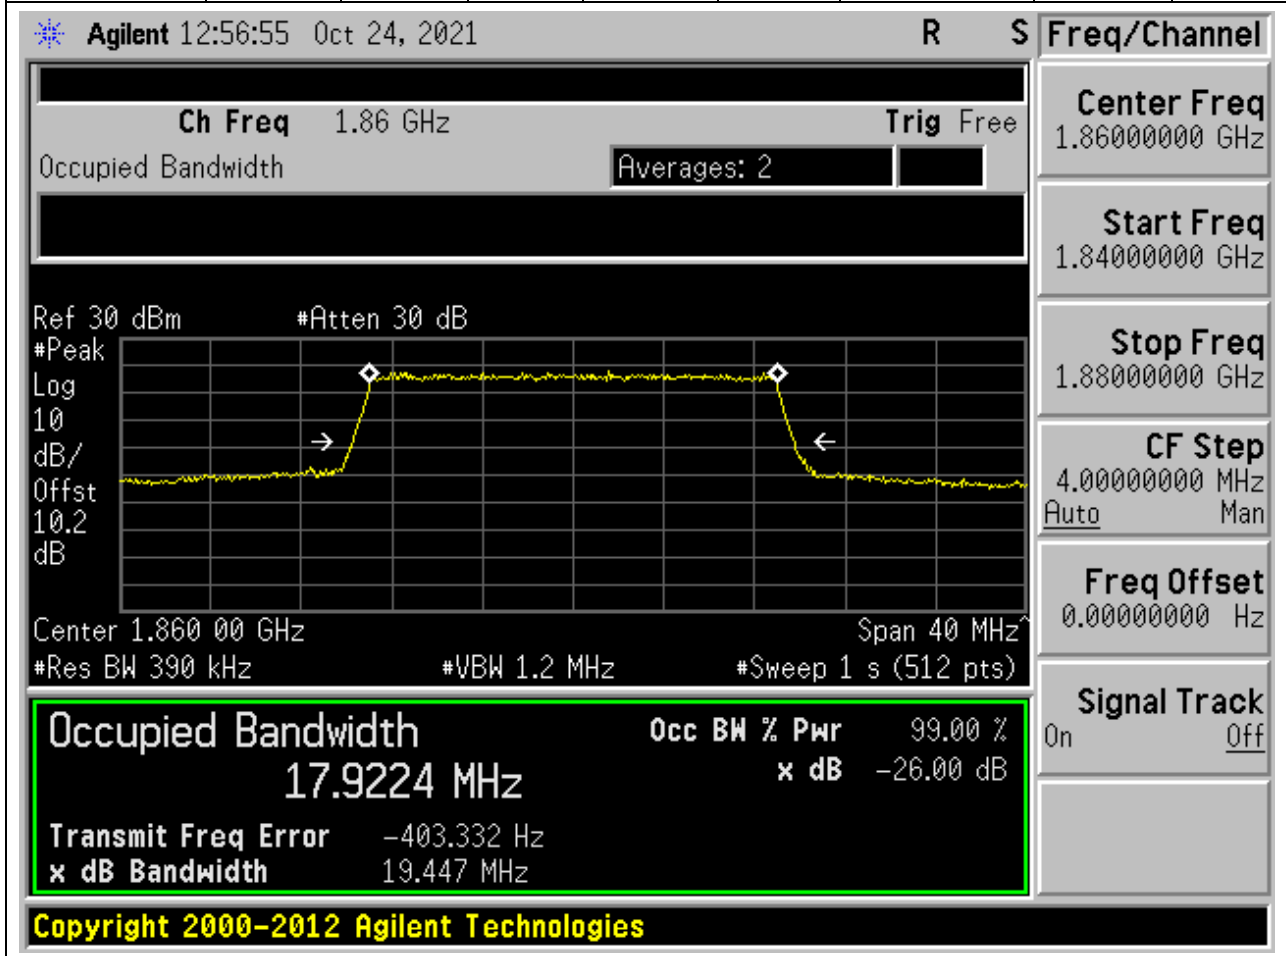 Agilent 12:56:55 Oct 24, 2021 R S
Freq/Channel
Ch Freq 1.86 GHz Trig Free
Occupied Bandwidth Averages: 2
Center Freq
1.86000000 GHz
Start Freq
1.84000000 GHz
Stop Freq
1.88000000 GHz
CF Step
4.00000000 MHz
Auto Man
Freq Offset
0.00000000 Hz
Signal Track
On Off
Ref 30 dBm #Atten 30 dB
#Peak
Log
10
dB/
Offst
10.2
dB
Center 1.860 00 GHz Span 40 MHz^
#Res BW 390 kHz #VBW 1.2 MHz #Sweep 1 s (512 pts)
Occupied Bandwidth Occ BW % Pwr 99.00 %
17.9224 MHz x dB -26.00 dB
Transmit Freq Error -403.332 Hz
x dB Bandwidth 19.447 MHz
Copyright 2000-2012 Agilent Technologies